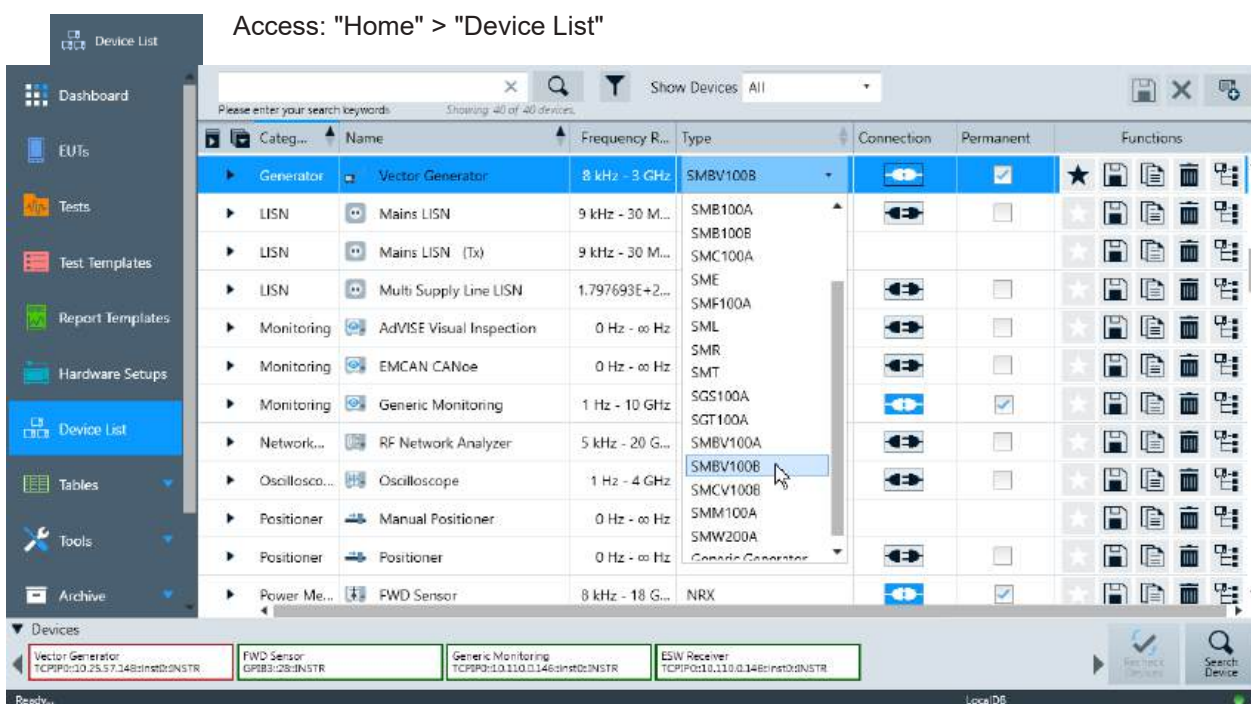 Access: "Home" > "Device List"
Device List
Dashboard
EUTs
Tests
Test Templates
Report Templates
Hardware Setups
Device List
Tables
Tools
Archive
Show Devices All
Please enter your search keywords Showing 40 of 40 devices.
Categ... Name Frequency R... Type Connection Permanent Functions
Generator Vector Generator 8 kHz - 3 GHz SMBV100B
LISN Mains LISN 9 kHz - 30 M...
LISN Mains LISN (Tx) 9 kHz - 30 M...
LISN Multi Supply Line LISN 1.797693E+2...
Monitoring AdVISE Visual Inspection 0 Hz - ∞ Hz
Monitoring EMCAN CANoe 0 Hz - ∞ Hz
Monitoring Generic Monitoring 1 Hz - 10 GHz
Network... RF Network Analyzer 5 kHz - 20 G...
Oscillosco... Oscilloscope 1 Hz - 4 GHz
Positioner Manual Positioner 0 Hz - ∞ Hz
Positioner Positioner 0 Hz - ∞ Hz
Power Me... FWD Sensor 8 kHz - 18 G... NRX
SMB100A
SMB100B
SMC100A
SME
SMF100A
SML
SMR
SMT
SGS100A
SGT100A
SMBV100A
SMBV100B
SMCV100B
SMM100A
SMW200A
Generic Generator
Devices
Vector Generator
TCPIP0::10.25.57.148::inst0::INSTR
FWD Sensor
GPIB3::28::INSTR
Generic Monitoring
TCPIP0::10.110.0.146::inst0::INSTR
ESW Receiver
TCPIP0::10.110.0.146::inst0::INSTR
Recheck
Devices
Search
Device
Ready...
LocalDB